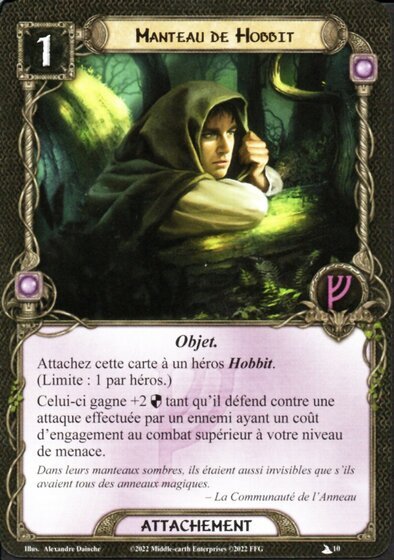 1
MANTEAU DE HOBBIT
Objet.
Attachez cette carte à un héros Hobbit.
(Limite : 1 par héros.)
Celui-ci gagne +2 tant qu'il défend contre une
attaque effectuée par un ennemi ayant un coût
d'engagement au combat supérieur à votre niveau
de menace.
Dans leurs manteaux sombres, ils étaient aussi invisibles que s'ils
avaient tous des anneaux magiques.
– La Communauté de l'Anneau
ATTACHEMENT
Illus. Alexandre Dainche ©2022 Middle-earth Enterprises ©2022 FFG 10